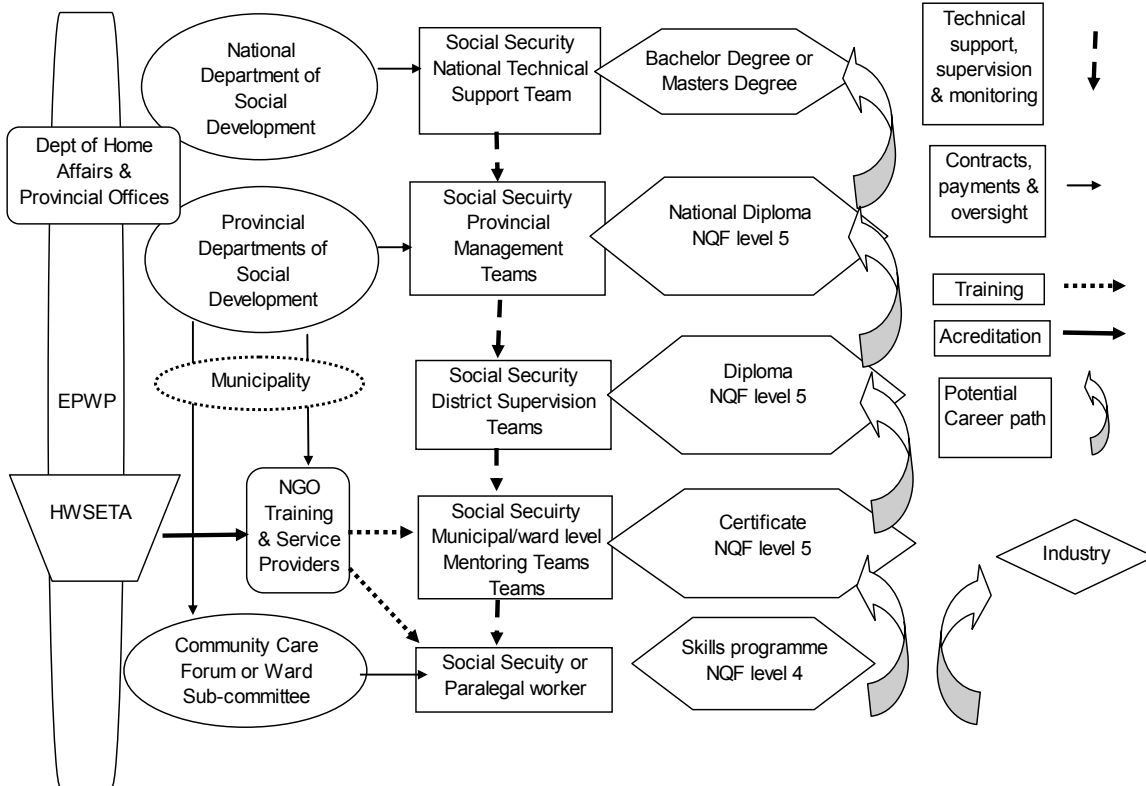 National
Department of
Social
Development
Social Security
National Technical
Support Team
Bachelor Degree or
Masters Degree
Technical
support,
supervision
& monitoring
Dept of Home
Affairs &
Provincial Offices
Contracts,
payments &
oversight
Provincial
Departments of
Social
Development
Social Secuirty
Provincial
Management
Teams
National Diploma
NQF level 5
Training
Acreditation
Municipality
EPWP
Social Security
District Supervision
Teams
Diploma
NQF level 5
Potential
Career path
HWSETA
NGO
Training
& Service
Providers
Social Secuirty
Municipal/ward level
Mentoring Teams
Teams
Certificate
NQF level 5
Industry
Community Care
Forum or Ward
Sub-committee
Social Secuity or
Paralegal worker
Skills programme
NQF level 4